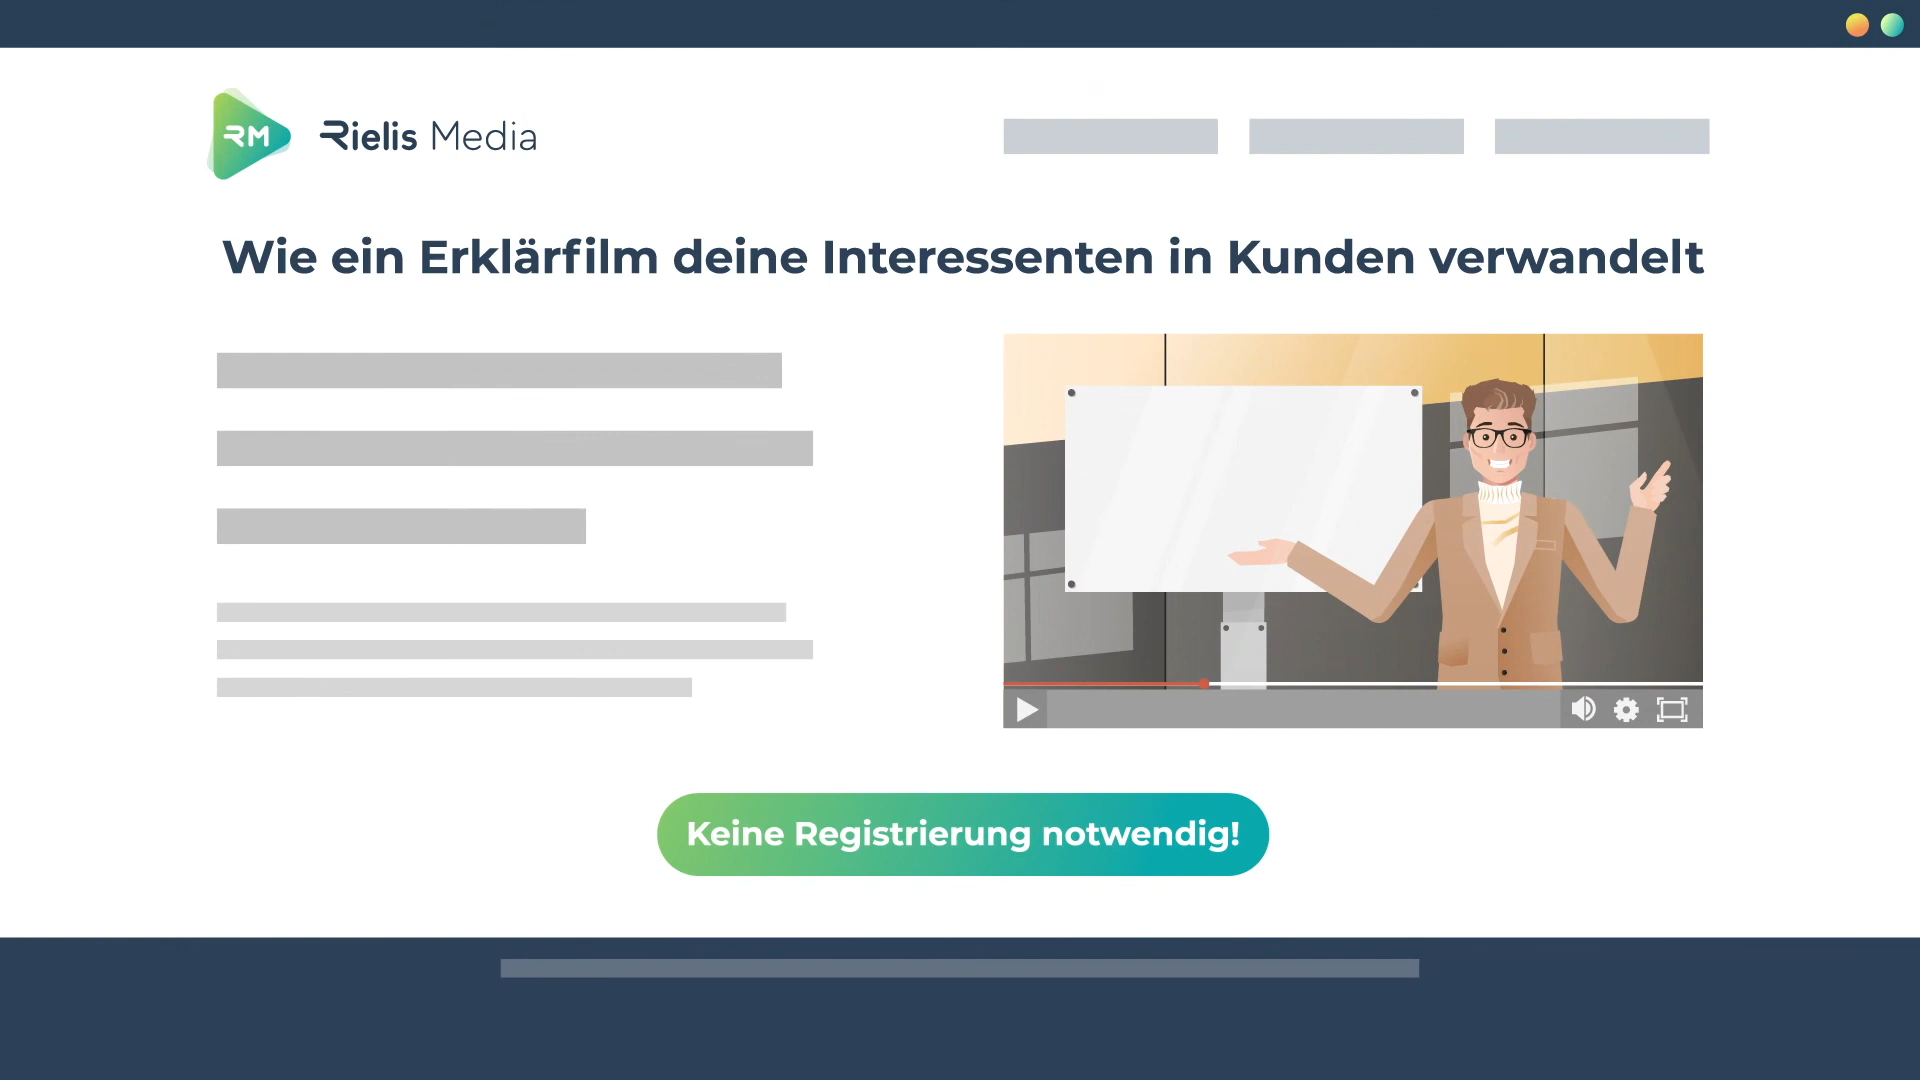 RM
Rielis Media
Wie ein Erklärfilm deine Interessenten in Kunden verwandelt
Keine Registrierung notwendig!